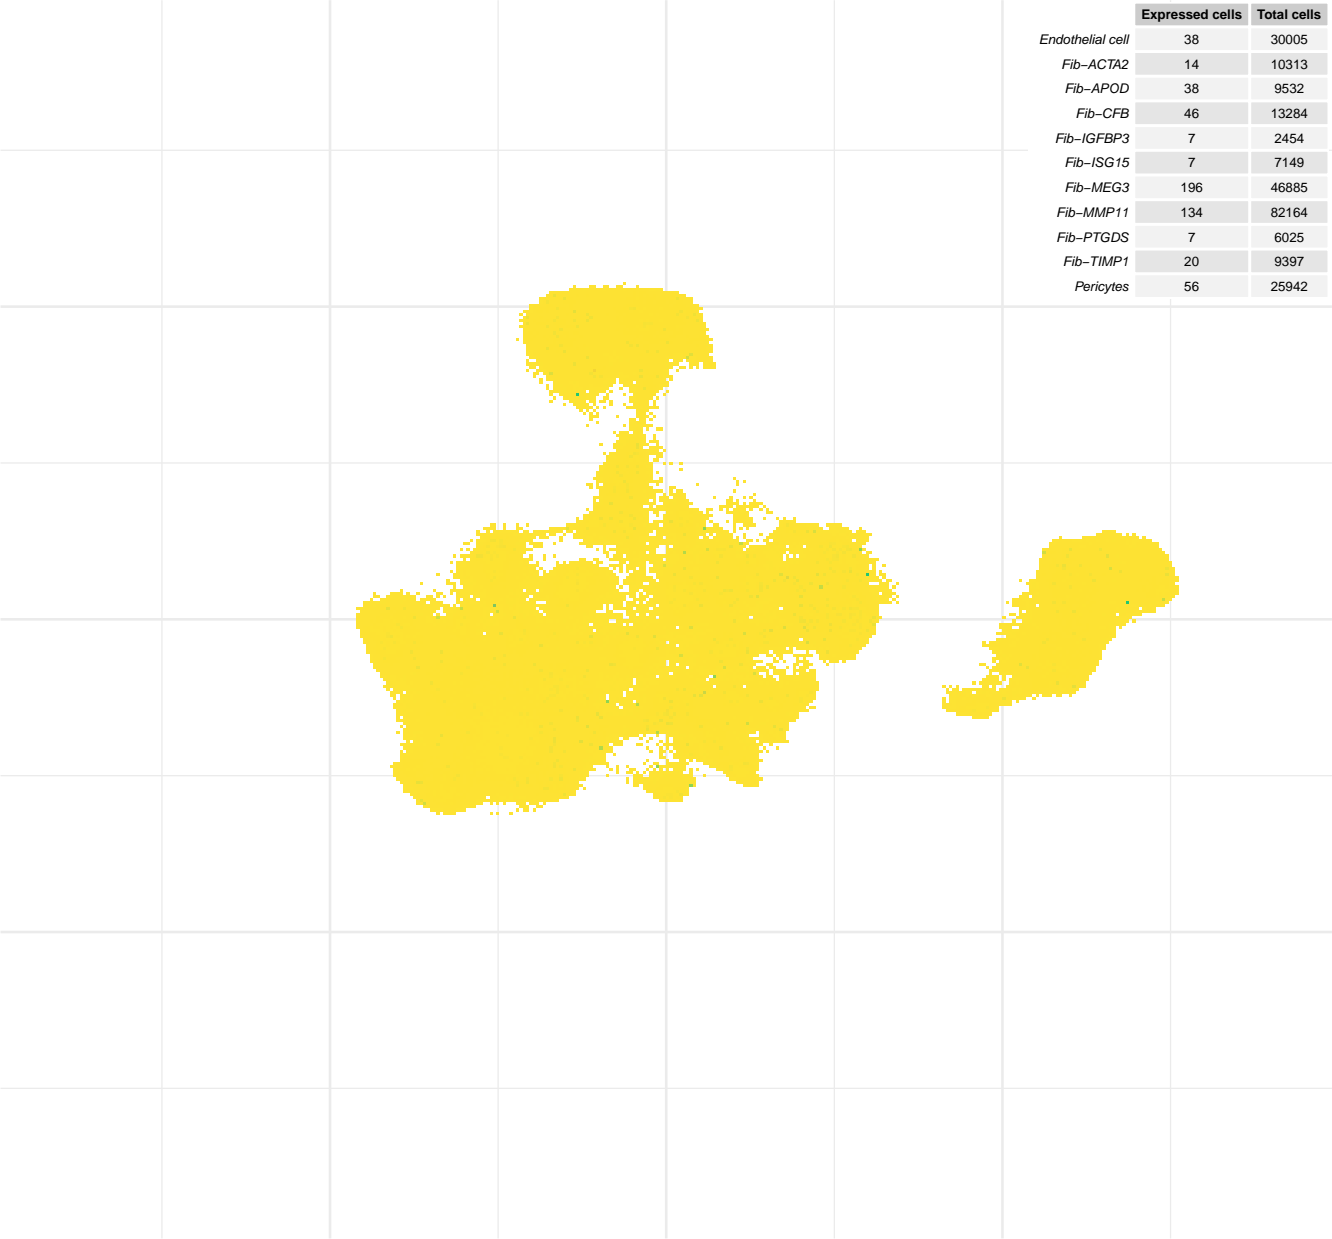 Expressed cells Total cells
Endothelial cell 38 30005
Fib−ACTA2 14 10313
Fib−APOD 38 9532
Fib−CFB 46 13284
Fib−IGFBP3 7 2454
Fib−ISG15 7 7149
Fib−MEG3 196 46885
Fib−MMP11 134 82164
Fib−PTGDS 7 6025
Fib−TIMP1 20 9397
Pericytes 56 25942